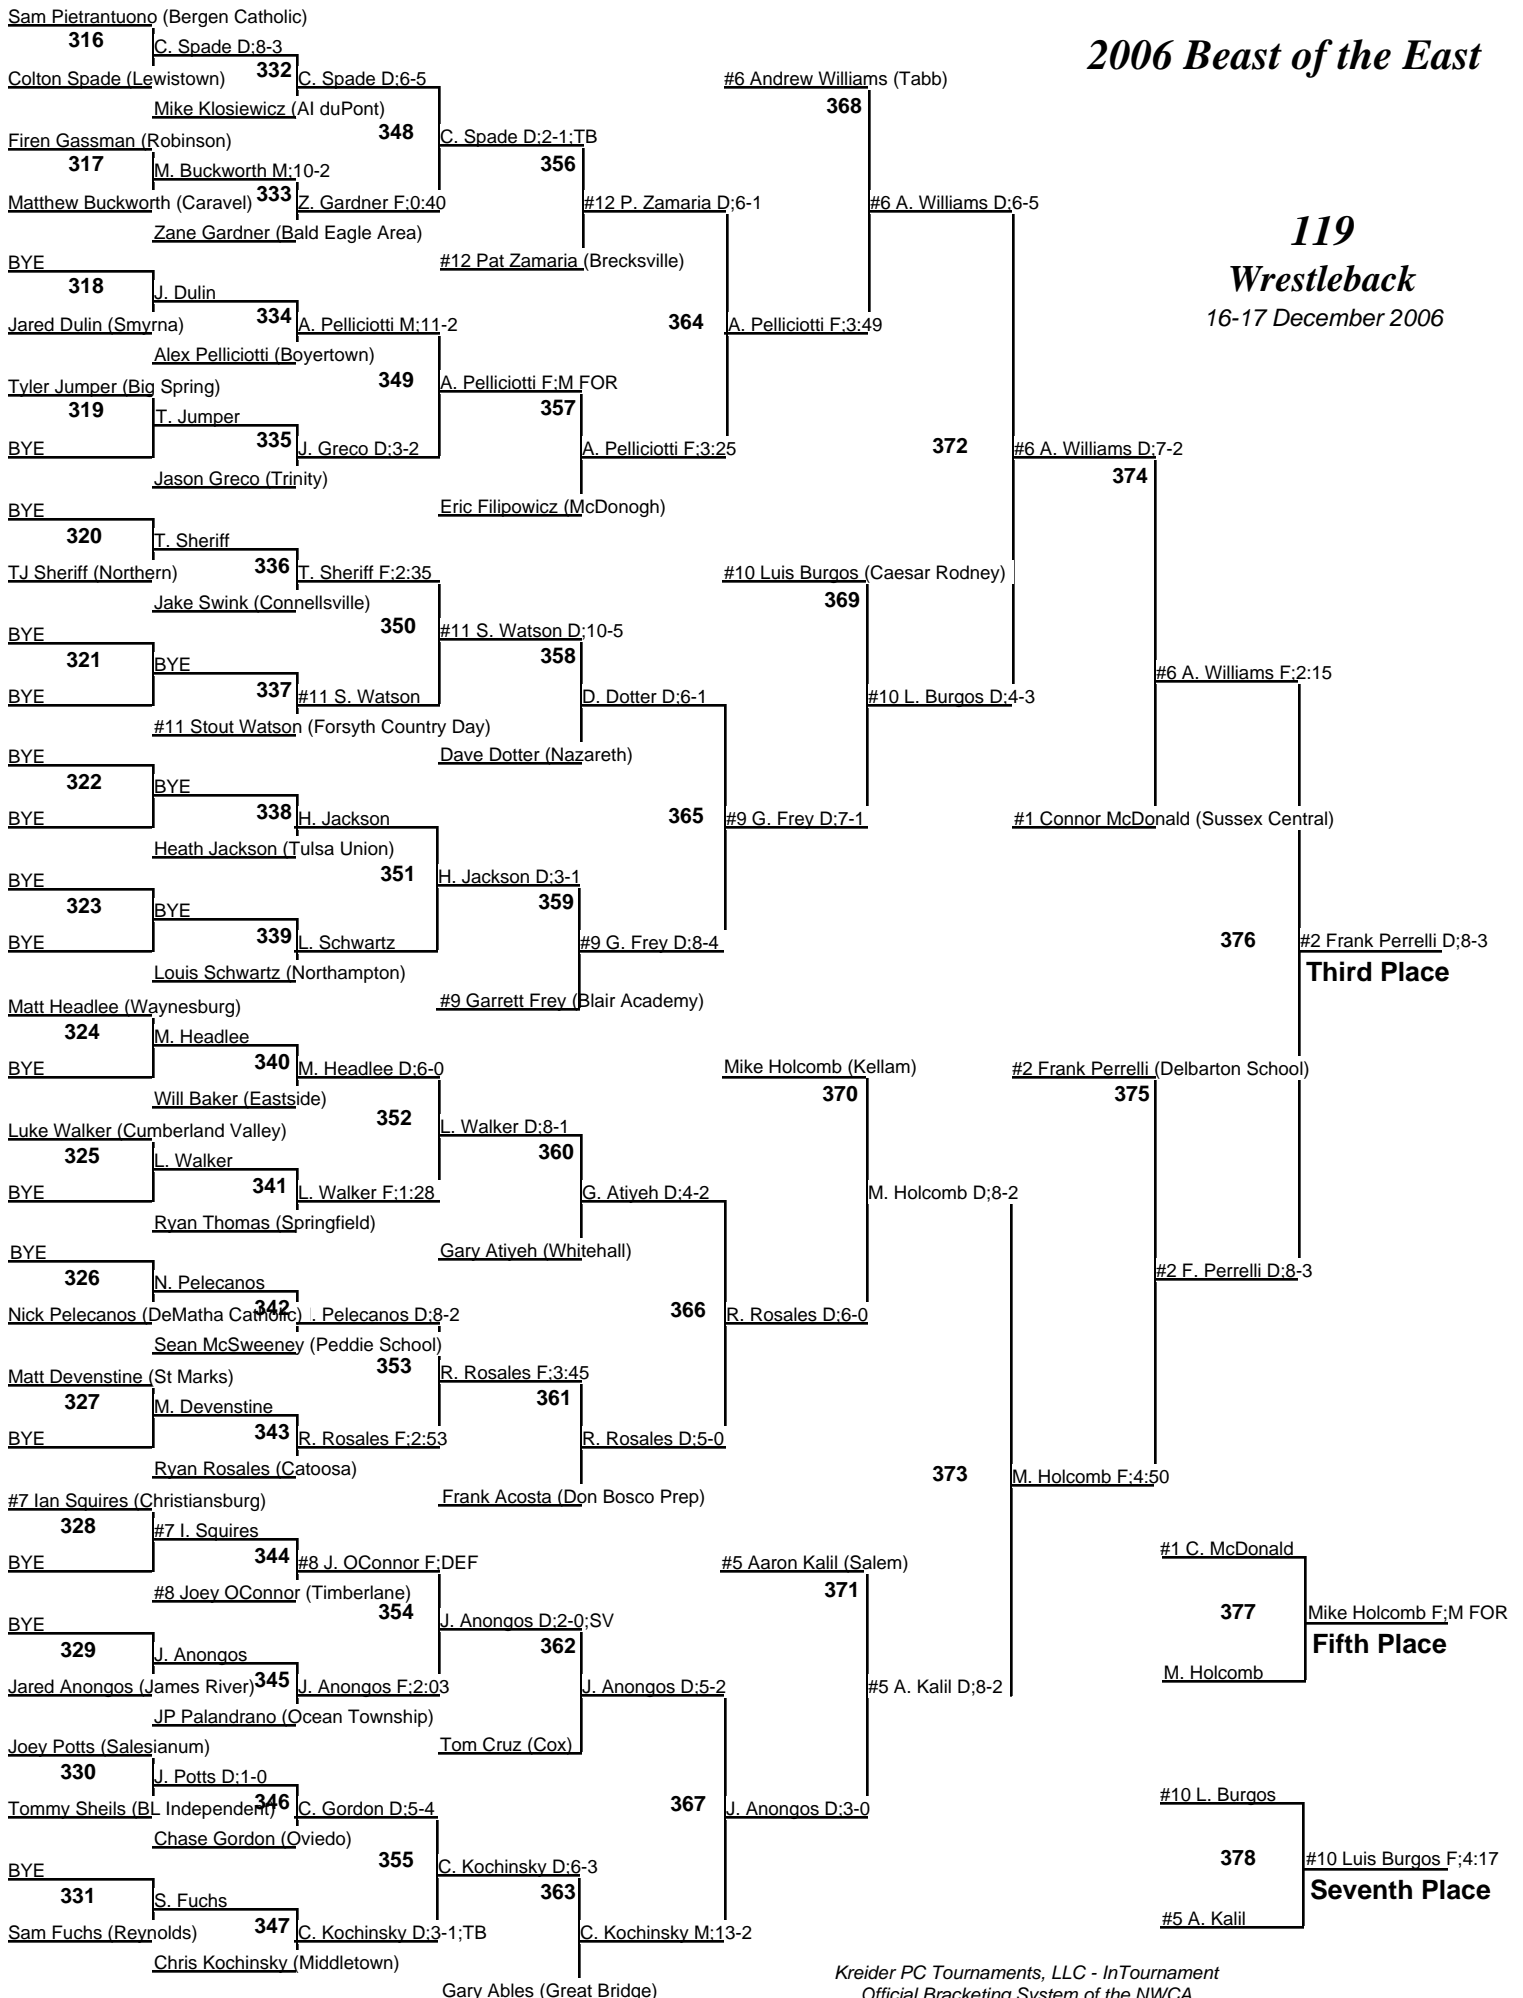 Sam Pietrantuono (Bergen Catholic)
316
C. Spade D;8-3
2006 Beast of the East
Colton Spade (Lewistown)
332
C. Spade D;6-5
#6 Andrew Williams (Tabb)
Mike Klosiewicz (AI duPont)
368
348
Firen Gassman (Robinson)
C. Spade D;2-1;TB
317
M. Buckworth M;10-2
356
Matthew Buckworth (Caravel)
333
Z. Gardner F;0:40
#12 P. Zamaria D;6-1
#6 A. Williams D;6-5
119
Zane Gardner (Bald Eagle Area)
BYE
#12 Pat Zamaria (Brecksville)
Wrestleback
318
J. Dulin
16-17 December 2006
Jared Dulin (Smyrna)
334
A. Pelliciotti M;11-2
364
A. Pelliciotti F;3:49
Alex Pelliciotti (Boyertown)
349
Tyler Jumper (Big Spring)
A. Pelliciotti F;M FOR
319
T. Jumper
357
BYE
335
J. Greco D;3-2
A. Pelliciotti F;3:25
372
#6 A. Williams D;7-2
Jason Greco (Trinity)
374
BYE
Eric Filipowicz (McDonogh)
320
T. Sheriff
TJ Sheriff (Northern)
336
T. Sheriff F;2:35
#10 Luis Burgos (Caesar Rodney)
Jake Swink (Connellsville)
369
350
BYE
#11 S. Watson D;10-5
321
BYE
358
#6 A. Williams F;2:15
BYE
337
#11 S. Watson
D. Dotter D;6-1
#10 L. Burgos D;4-3
#11 Stout Watson (Forsyth Country Day)
BYE
Dave Dotter (Nazareth)
322
BYE
BYE
338
H. Jackson
365
#9 G. Frey D;7-1
#1 Connor McDonald (Sussex Central)
Heath Jackson (Tulsa Union)
351
BYE
H. Jackson D;3-1
323
BYE
359
BYE
339
L. Schwartz
#9 G. Frey D;8-4
376
#2 Frank Perrelli D;8-3
Louis Schwartz (Northampton)
Third Place
Matt Headlee (Waynesburg)
#9 Garrett Frey (Blair Academy)
324
M. Headlee
BYE
340
M. Headlee D;6-0
Mike Holcomb (Kellam)
#2 Frank Perrelli (Delbarton School)
Will Baker (Eastside)
370
375
352
Luke Walker (Cumberland Valley)
L. Walker D;8-1
325
L. Walker
360
BYE
341
L. Walker F;1:28
G. Atiyeh D;4-2
M. Holcomb D;8-2
Ryan Thomas (Springfield)
BYE
Gary Atiyeh (Whitehall)
326
N. Pelecanos
#2 F. Perrelli D;8-3
Nick Pelecanos (DeMatha Catholic)
342
. Pelecanos D;8-2
366
R. Rosales D;6-0
Sean McSweeney (Peddie School)
353
Matt Devenstine (St Marks)
R. Rosales F;3:45
327
M. Devenstine
361
BYE
343
R. Rosales F;2:53
R. Rosales D;5-0
373
M. Holcomb F;4:50
Ryan Rosales (Catoosa)
#7 Ian Squires (Christiansburg)
Frank Acosta (Don Bosco Prep)
328
#7 I. Squires
#1 C. McDonald
BYE
344
#8 J. OConnor F;DEF
#5 Aaron Kalil (Salem)
#8 Joey OConnor (Timberlane)
371
354
377
Mike Holcomb F;M FOR
BYE
J. Anongos D;2-0;SV
329
J. Anongos
362
Fifth Place
Jared Anongos (James River)
345
J. Anongos F;2:03
J. Anongos D;5-2
#5 A. Kalil D;8-2
M. Holcomb
JP Palandrano (Ocean Township)
Joey Potts (Salesianum)
Tom Cruz (Cox)
330
J. Potts D;1-0
Tommy Sheils (BL Independent)
346
C. Gordon D;5-4
367
J. Anongos D;3-0
#10 L. Burgos
Chase Gordon (Oviedo)
355
378
#10 Luis Burgos F;4:17
BYE
C. Kochinsky D;6-3
331
S. Fuchs
363
Seventh Place
Sam Fuchs (Reynolds)
347
C. Kochinsky D;3-1;TB
C. Kochinsky M;13-2
#5 A. Kalil
Chris Kochinsky (Middletown)
Gary Ables (Great Bridge)
Kreider PC Tournaments, LLC - InTournament
Official Bracketing System of the NWCA